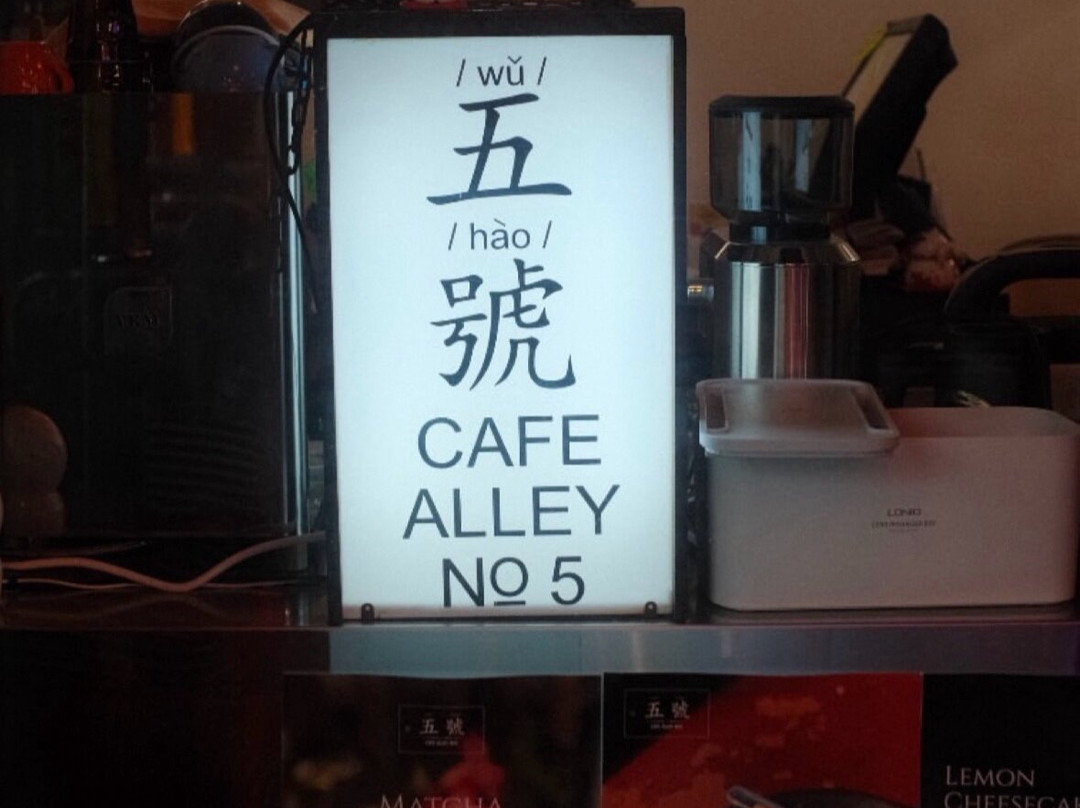 / wǔ /
五
/ hào /
號
CAFE
ALLEY
Nº 5
五號
五號
MATCHA
LEMON